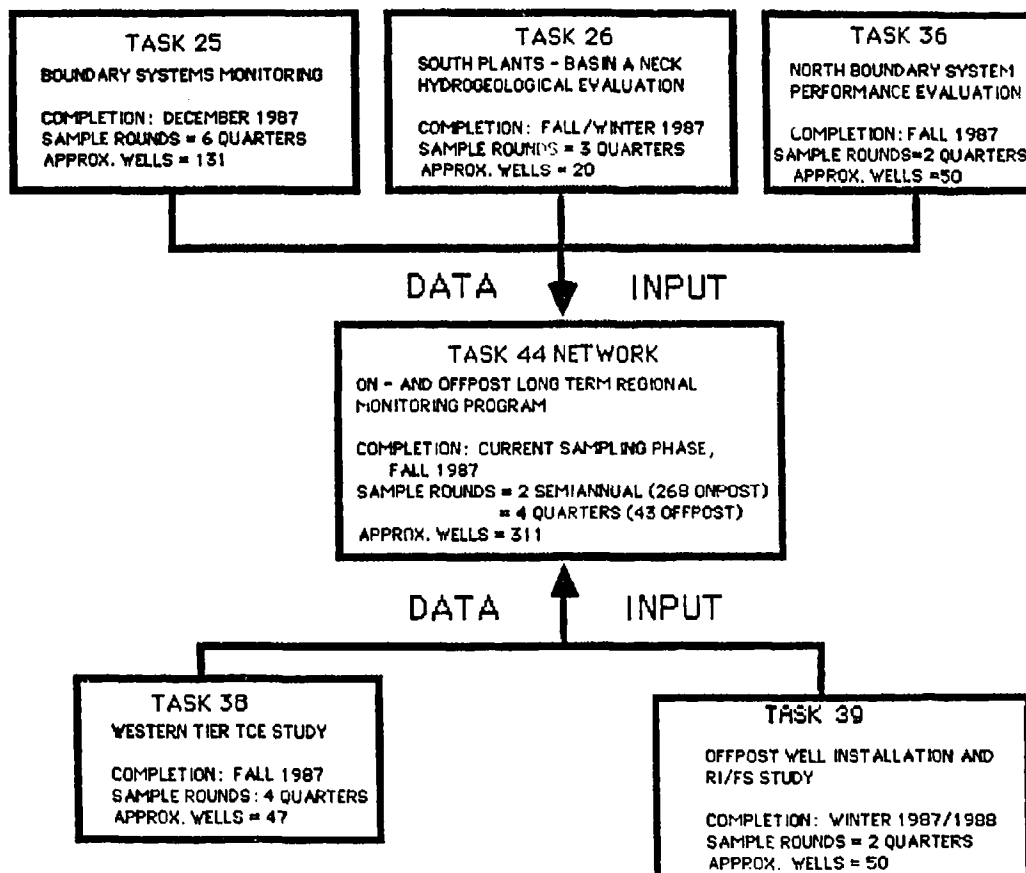 TASK 25
BOUNDARY SYSTEMS MONITORING
COMPLETION: DECEMBER 1987
SAMPLE ROUNDS = 6 QUARTERS
APPROX. WELLS = 131
TASK 26
SOUTH PLANTS - BASIN A NECK
HYDROGEOLOGICAL EVALUATION
COMPLETION: FALL/WINTER 1987
SAMPLE ROUNDS = 3 QUARTERS
APPROX. WELLS = 20
TASK 36
NORTH BOUNDARY SYSTEM
PERFORMANCE EVALUATION
COMPLETION: FALL 1987
SAMPLE ROUNDS=2 QUARTERS
APPROX. WELLS =50
DATA INPUT
TASK 44 NETWORK
ON - AND OFFPOST LONG TERM REGIONAL
MONITORING PROGRAM
COMPLETION: CURRENT SAMPLING PHASE,
FALL 1987
SAMPLE ROUNDS = 2 SEMIANNUAL (268 ONPOST)
= 4 QUARTERS (43 OFFPOST)
APPROX. WELLS = 311
DATA INPUT
TASK 38
WESTERN TIER TCE STUDY
COMPLETION: FALL 1987
SAMPLE ROUNDS: 4 QUARTERS
APPROX. WELLS = 47
TASK 39
OFFPOST WELL INSTALLATION AND
RI/FS STUDY
COMPLETION: WINTER 1987/1988
SAMPLE ROUNDS = 2 QUARTERS
APPROX. WELLS = 50